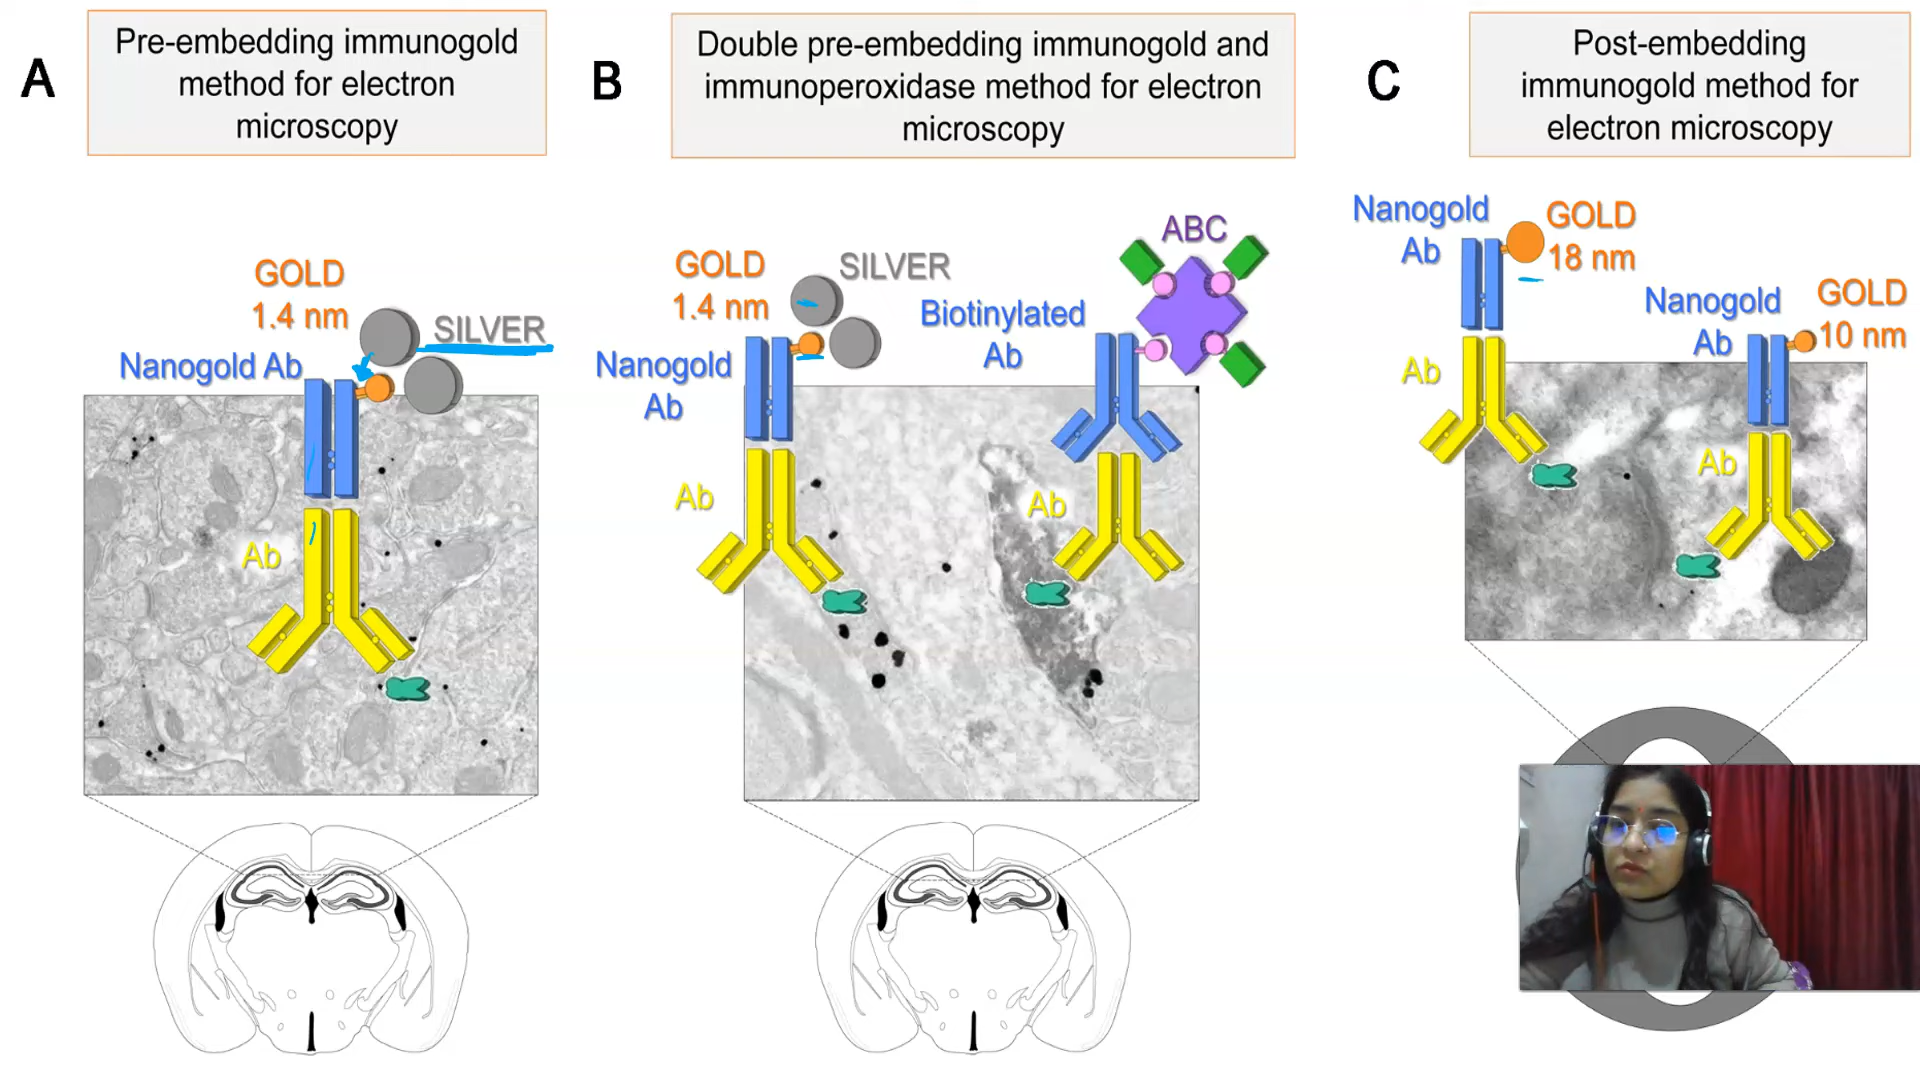 A
Pre-embedding immunogold
method for electron
microscopy
GOLD
1.4 nm
SILVER
Nanogold Ab
Ab
B
Double pre-embedding immunogold and
immunoperoxidase method for electron
microscopy
GOLD
1.4 nm
SILVER
Nanogold
Ab
Ab
ABC
Biotinylated
Ab
Ab
C
Post-embedding
immunogold method for
electron microscopy
Nanogold
Ab
GOLD
18 nm
Ab
Nanogold
Ab
GOLD
10 nm
Ab